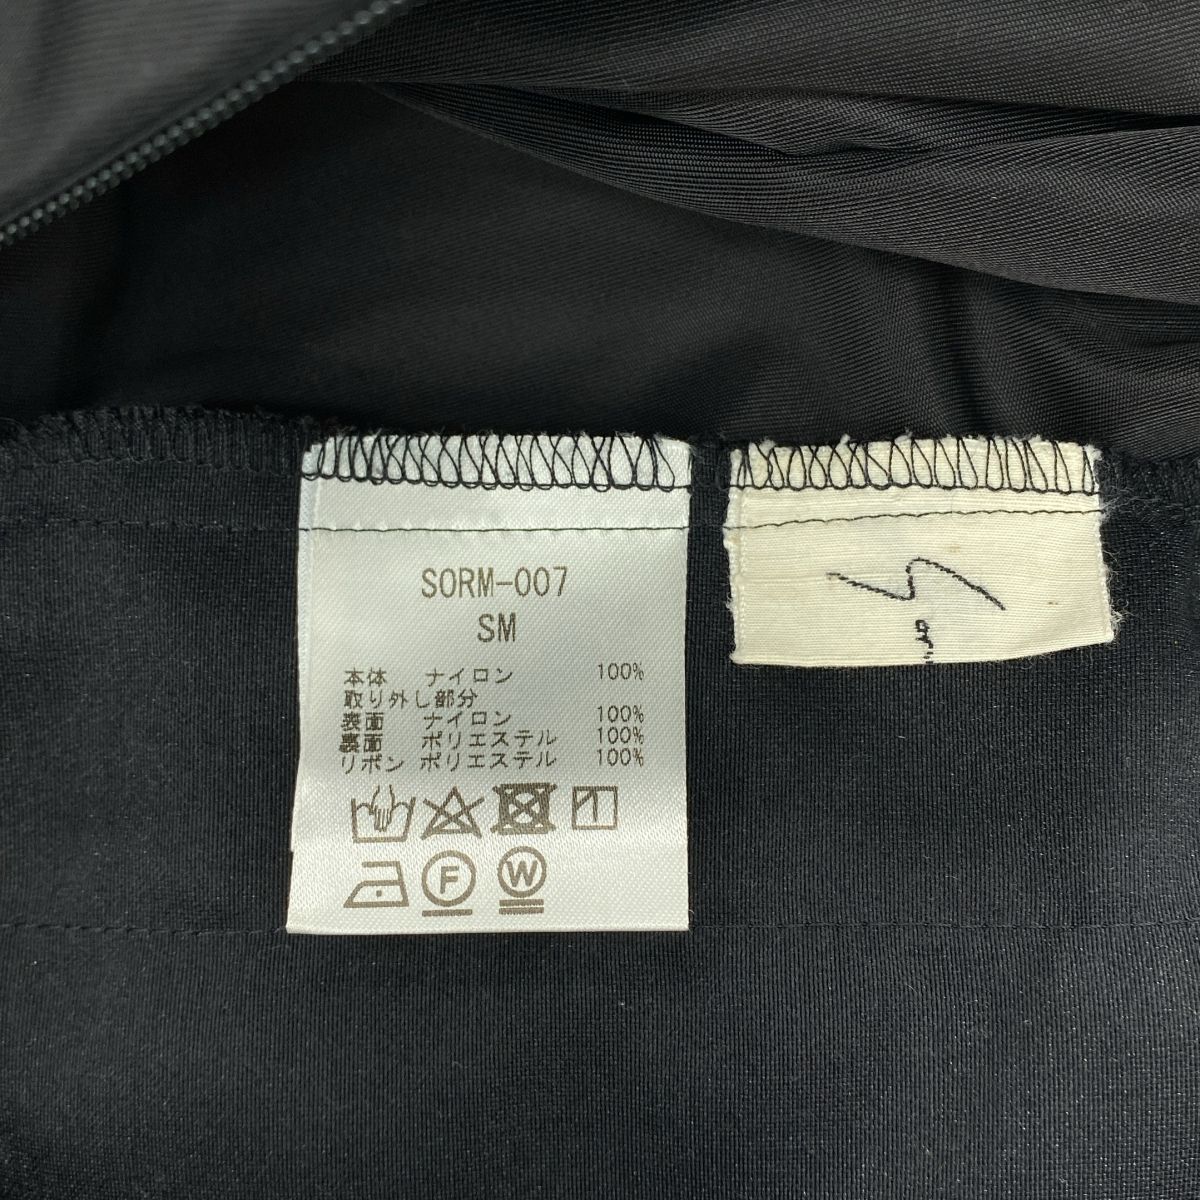 SORM-007
SM
本体 ナイロン 100%
取り外し部分
表面 ナイロン 100%
裏面 ポリエステル 100%
リボン ポリエステル 100%
F
W